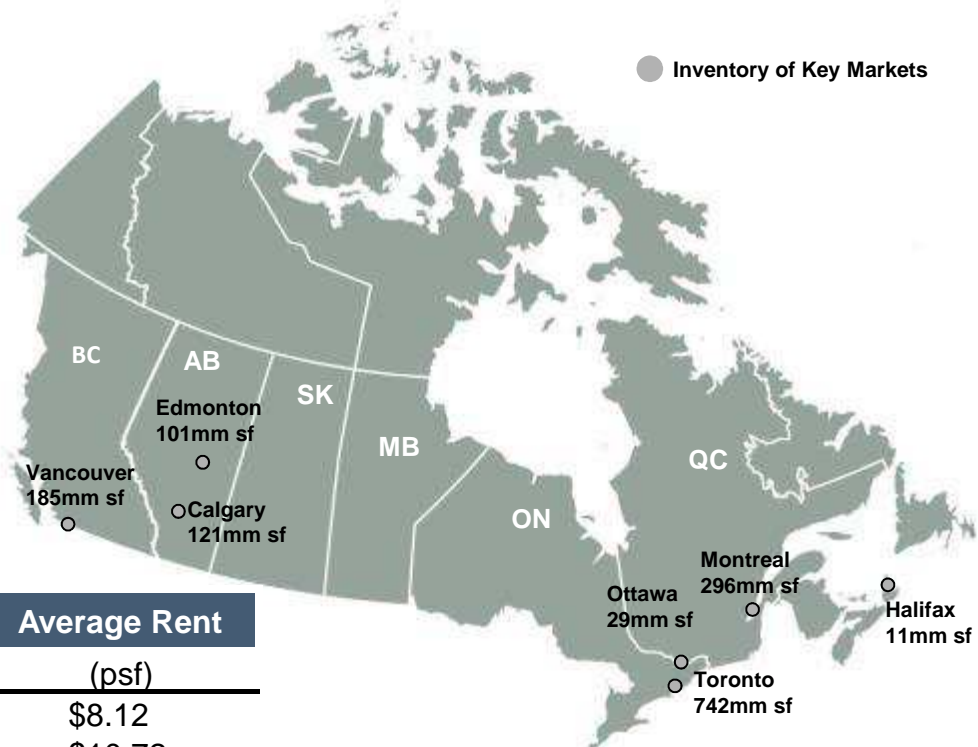 Inventory of Key Markets
BC
AB
SK
MB
ON
QC
Edmonton
101mm sf
Vancouver
185mm sf
Calgary
121mm sf
Montreal
296mm sf
Ottawa
29mm sf
Halifax
11mm sf
Toronto
742mm sf
Average Rent
(psf)
$8.12